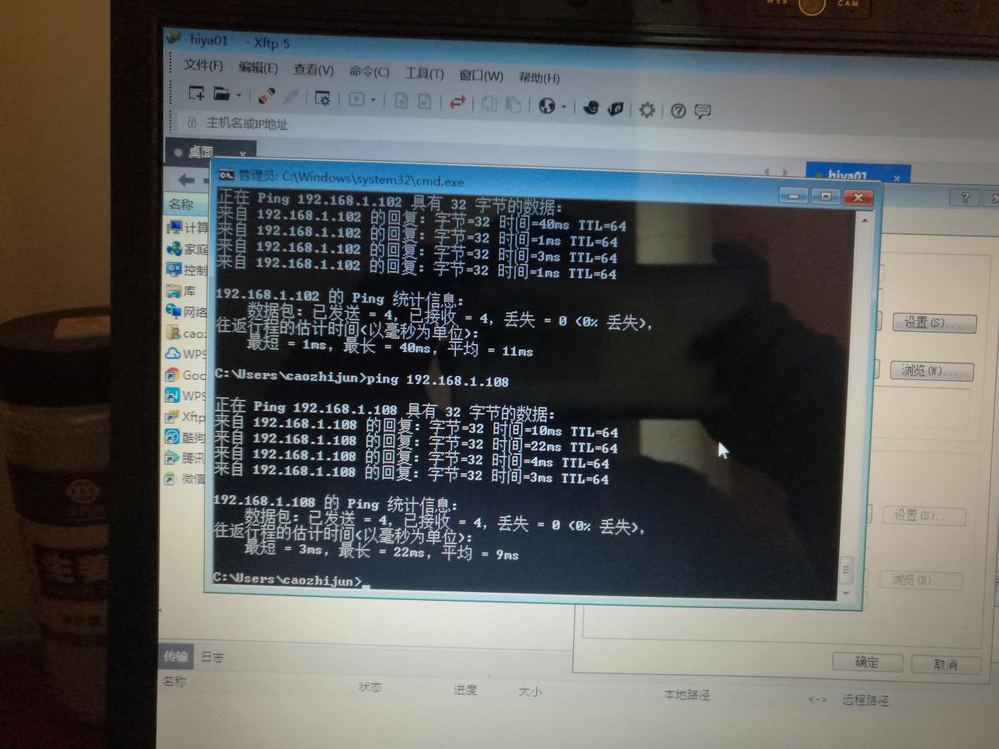 WEB CAM
hiya01 - Xftp 5
文件(F) 编辑(E) 查看(V) 命令(C) 工具(T) 窗口(W) 帮助(H)
主机名或IP地址
桌面
hiya01
管理员: C:\Windows\system32\cmd.exe
名称
计算
家庭
控制
库
网络
caoz
WPS
Goo
WPS
Xftp
酷狗
腾讯
微信
正在 Ping 192.168.1.102 具有 32 字节的数据:
来自 192.168.1.102 的回复: 字节=32 时间=40ms TTL=64
来自 192.168.1.102 的回复: 字节=32 时间=1ms TTL=64
来自 192.168.1.102 的回复: 字节=32 时间=3ms TTL=64
来自 192.168.1.102 的回复: 字节=32 时间=1ms TTL=64
192.168.1.102 的 Ping 统计信息:
数据包: 已发送 = 4, 已接收 = 4, 丢失 = 0 (0% 丢失),
往返行程的估计时间(以毫秒为单位):
最短 = 1ms, 最长 = 40ms, 平均 = 11ms
C:\Users\caozhijun>ping 192.168.1.108
正在 Ping 192.168.1.108 具有 32 字节的数据:
来自 192.168.1.108 的回复: 字节=32 时间=10ms TTL=64
来自 192.168.1.108 的回复: 字节=32 时间=22ms TTL=64
来自 192.168.1.108 的回复: 字节=32 时间=4ms TTL=64
来自 192.168.1.108 的回复: 字节=32 时间=3ms TTL=64
192.168.1.108 的 Ping 统计信息:
数据包: 已发送 = 4, 已接收 = 4, 丢失 = 0 (0% 丢失),
往返行程的估计时间(以毫秒为单位):
最短 = 3ms, 最长 = 22ms, 平均 = 9ms
C:\Users\caozhijun>
设置(S)...
浏览(W)...
设置(S)...
浏览(B)...
确定 取消
传输 日志
名称 状态 进度 大小 本地路径 <-> 远程路径